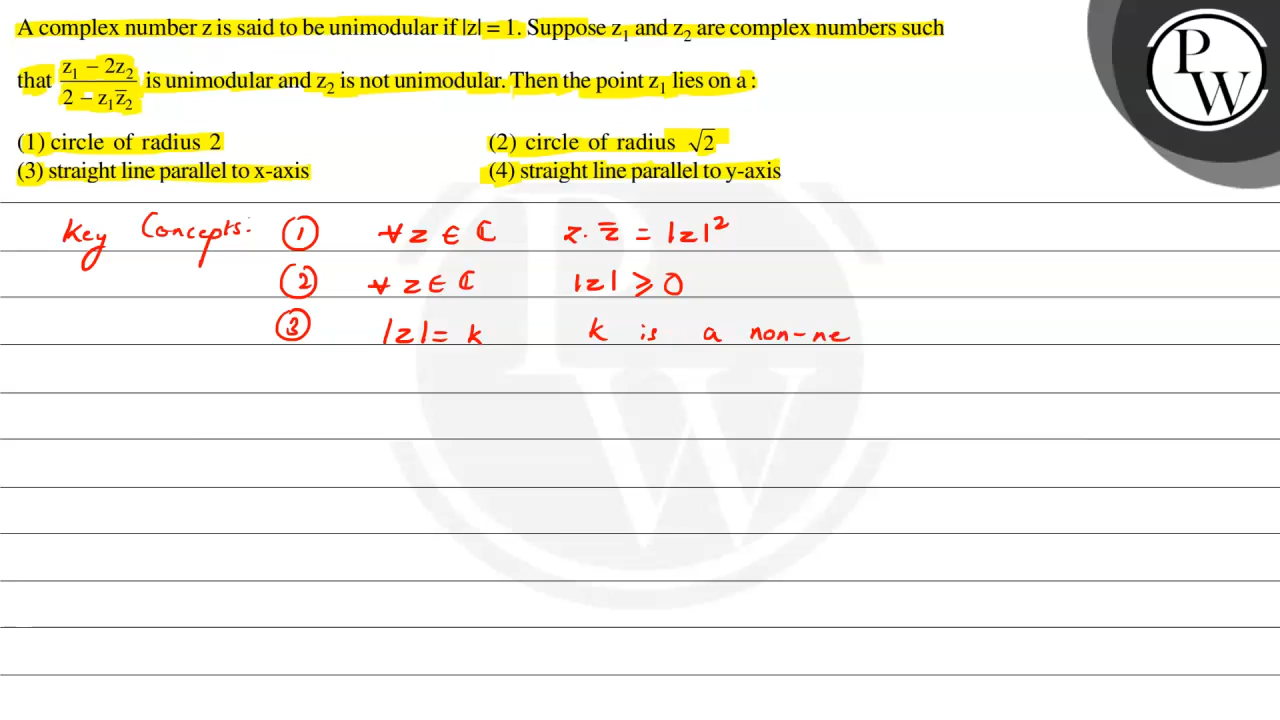 A complex number z is said to be unimodular if |z| = 1. Suppose z₁ and z₂ are complex numbers such
that (z₁ − 2z₂)/(2 − z₁z̅₂) is unimodular and z₂ is not unimodular. Then the point z₁ lies on a :
(1) circle of radius 2 (2) circle of radius √2
(3) straight line parallel to x-axis (4) straight line parallel to y-axis
Key Concepts: ① ∀ z ∈ ℂ z. z̅ = |z|²
② ∀ z ∈ ℂ |z| ⩾ 0
③ |z| = k k is a non-ne
P
W
P
W